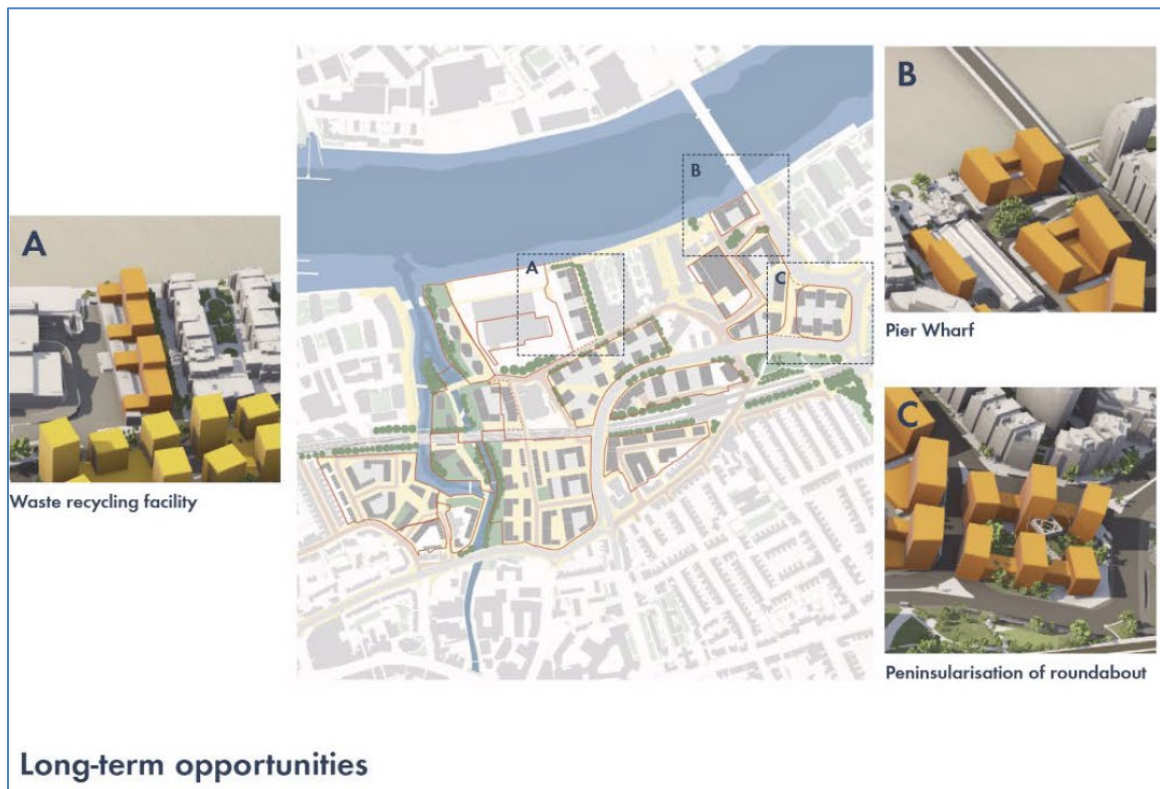 A
Waste recycling facility
A
B
C
B
Pier Wharf
C
Peninsularisation of roundabout
Long-term opportunities